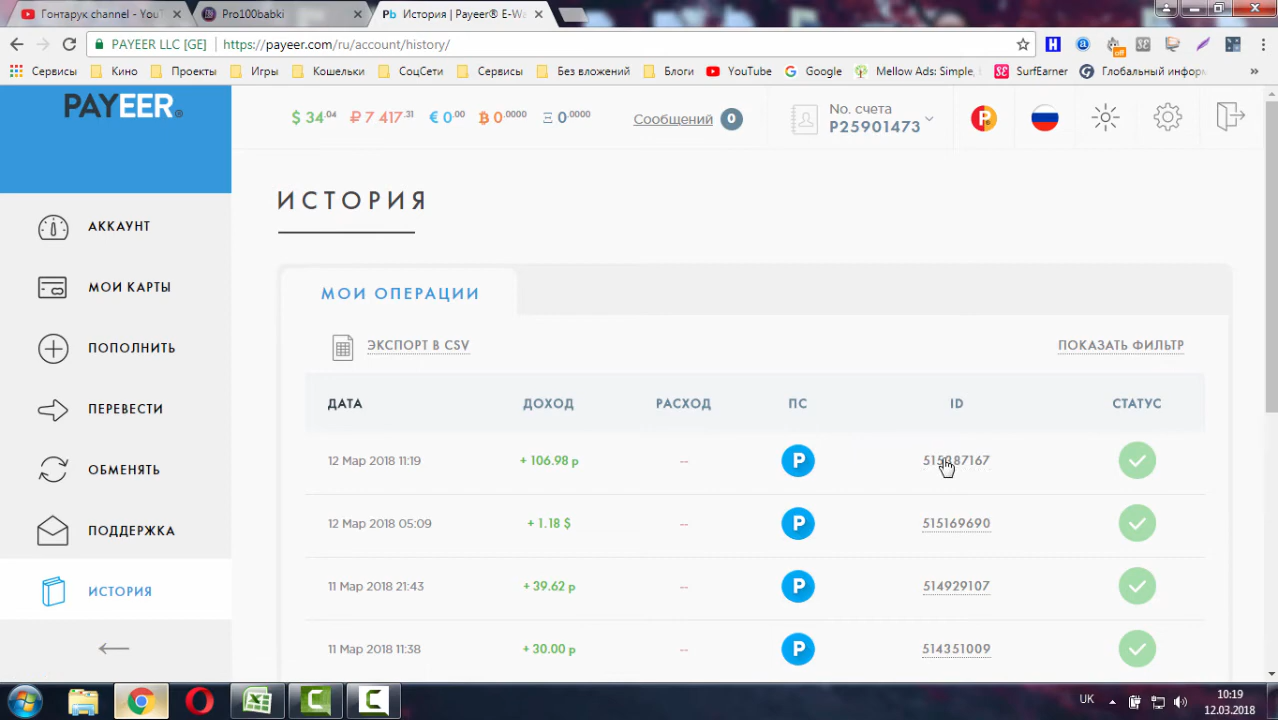 Гонтарук channel - YouT
Pro100babki
История | Payeer® E-Wa
PAYEER LLC [GE]
https://payeer.com/ru/account/history/
Сервисы
Кино
Проекты
Игры
Кошельки
СоцСети
Сервисы
Без вложений
Блоги
YouTube
Google
Mellow Ads: Simple, I
SurfEarner
Глобальный информ
PAYEER®
$ 34.04
₽ 7 417.31
€ 0.00
0.0000
Ξ 0.0000
Сообщений 0
No. счета
P25901473
АККАУНТ
МОИ КАРТЫ
ПОПОЛНИТЬ
ПЕРЕВЕСТИ
ОБМЕНЯТЬ
ПОДДЕРЖКА
ИСТОРИЯ
ИСТОРИЯ
МОИ ОПЕРАЦИИ
ЭКСПОРТ В CSV
ПОКАЗАТЬ ФИЛЬТР
ДАТА ДОХОД РАСХОД ПС ID СТАТУС
12 Мар 2018 11:19 + 106.98 р -- P
12 Мар 2018 05:09 + 1.18 $ -- P 515169690
11 Мар 2018 21:43 + 39.62 р -- P 514929107
11 Мар 2018 11:38 + 30.00 р -- P 514351009
UK
10:19
12.03.2018